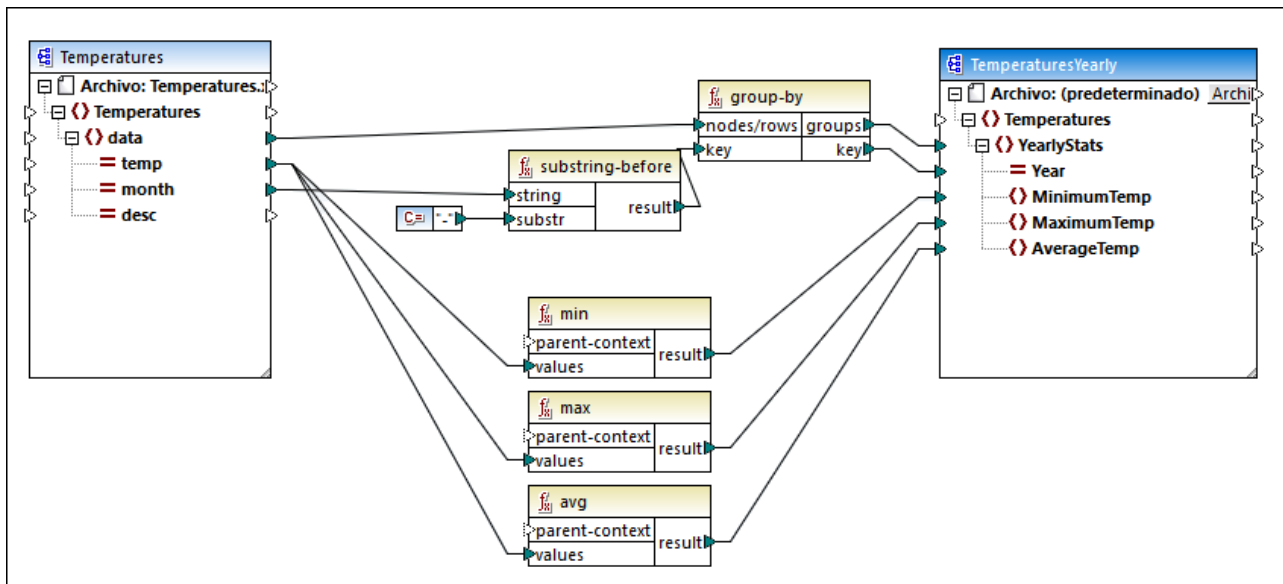 Temperatures
Archivo: Temperatures.
Temperatures
data
temp
month
desc
"-"
substring-before
string
substr
result
group-by
nodes/rows groups
key key
min
parent-context
values
result
max
parent-context
values
result
avg
parent-context
values
result
TemperaturesYearly
Archivo: (predeterminado) Archi
Temperatures
YearlyStats
Year
MinimumTemp
MaximumTemp
AverageTemp